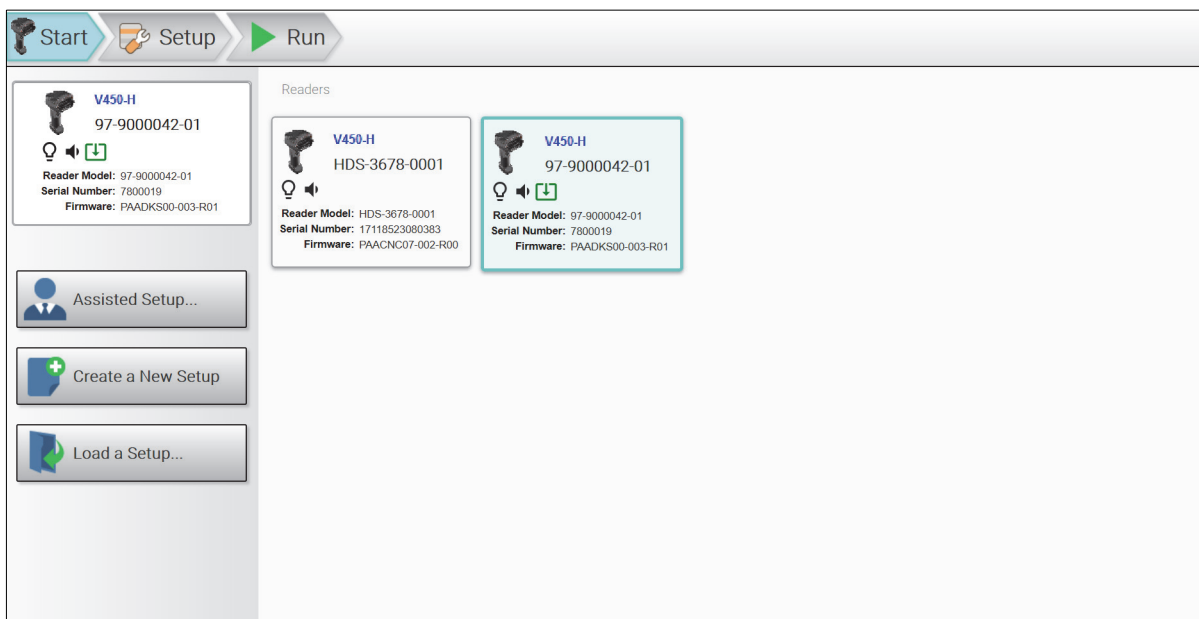 Start
Setup
Run
V450-H
97-9000042-01
Reader Model: 97-9000042-01
Serial Number: 7800019
Firmware: PAADKS00-003-R01
Assisted Setup...
Create a New Setup
Load a Setup...
Readers
V450-H
HDS-3678-0001
Reader Model: HDS-3678-0001
Serial Number: 17118523080383
Firmware: PAACNC07-002-R00
V450-H
97-9000042-01
Reader Model: 97-9000042-01
Serial Number: 7800019
Firmware: PAADKS00-003-R01